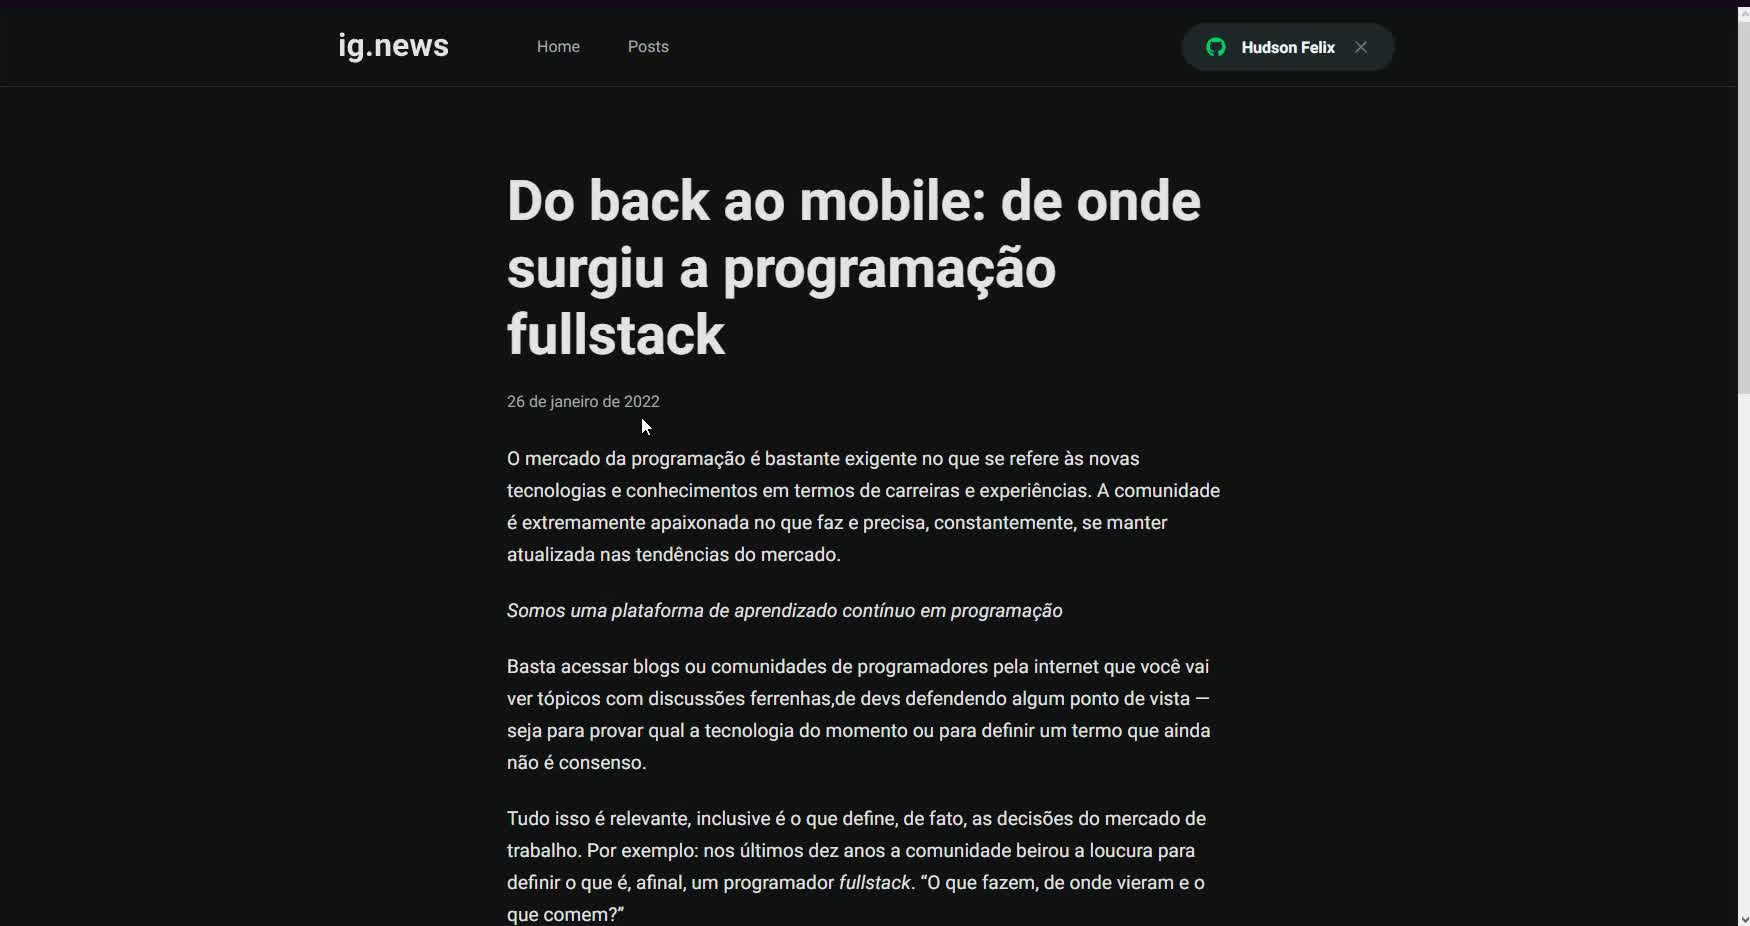 ig.news
Home
Posts
Hudson Felix
Do back ao mobile: de onde
surgiu a programação
fullstack
26 de janeiro de 2022
O mercado da programação é bastante exigente no que se refere às novas
tecnologias e conhecimentos em termos de carreiras e experiências. A comunidade
é extremamente apaixonada no que faz e precisa, constantemente, se manter
atualizada nas tendências do mercado.
Somos uma plataforma de aprendizado contínuo em programação
Basta acessar blogs ou comunidades de programadores pela internet que você vai
ver tópicos com discussões ferrenhas,de devs defendendo algum ponto de vista —
seja para provar qual a tecnologia do momento ou para definir um termo que ainda
não é consenso.
Tudo isso é relevante, inclusive é o que define, de fato, as decisões do mercado de
trabalho. Por exemplo: nos últimos dez anos a comunidade beirou a loucura para
definir o que é, afinal, um programador fullstack. “O que fazem, de onde vieram e o
que comem?”